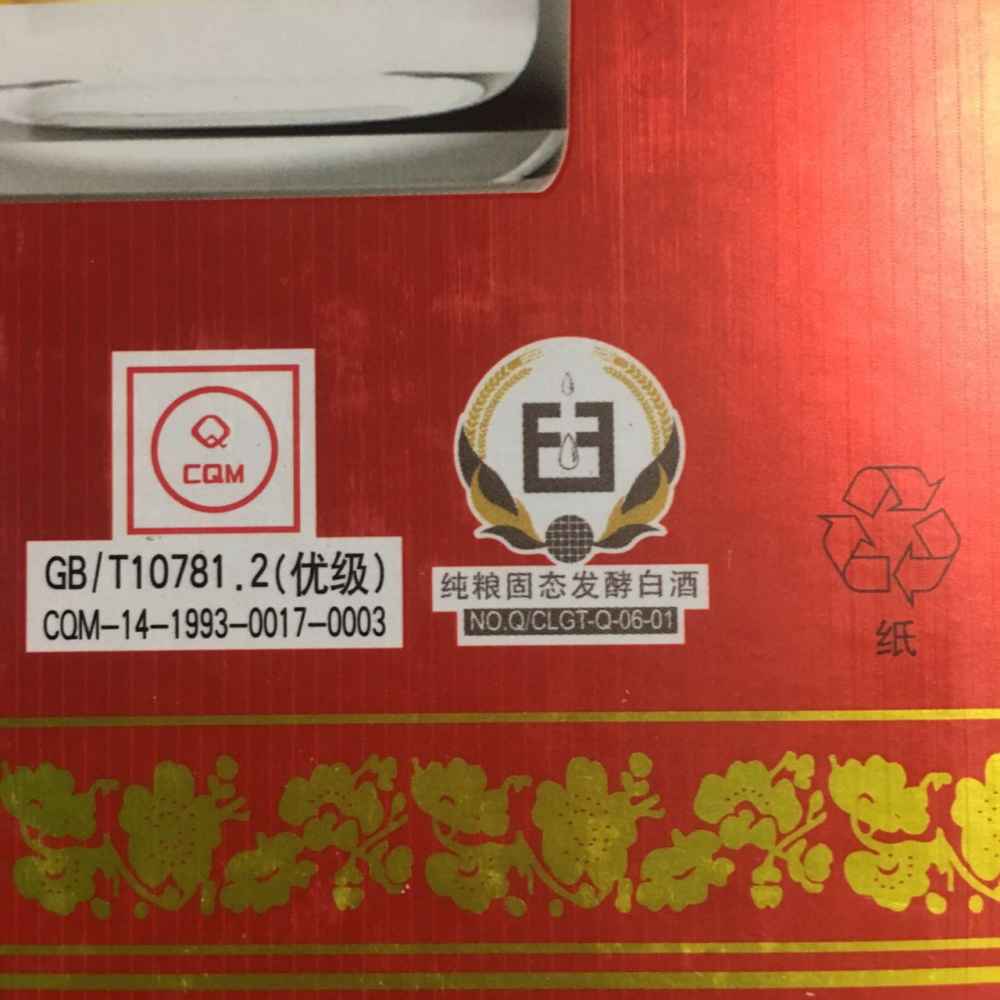 Q
CQM
GB/T10781.2(优级)
CQM-14-1993-0017-0003
纯粮固态发酵白酒
NO.Q/CLGT-Q-06-01
纸